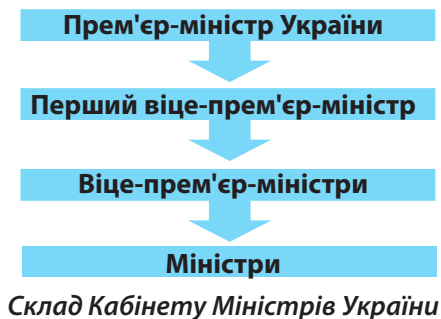 Прем'єр-міністр України
Перший віце-прем'єр-міністр
Віце-прем'єр-міністри
Міністри
Склад Кабінету Міністрів України